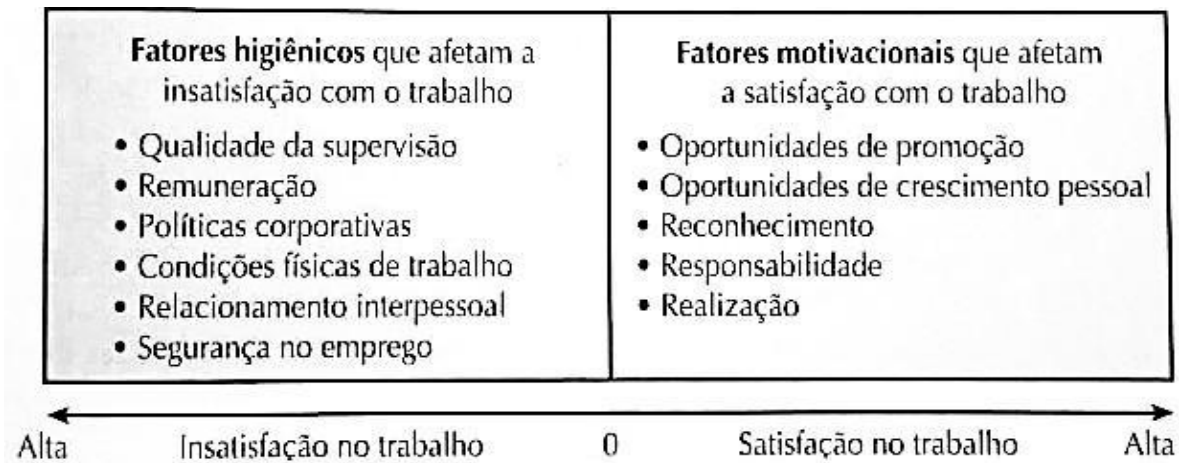 Fatores higiênicos que afetam a
insatisfação com o trabalho
• Qualidade da supervisão
• Remuneração
• Políticas corporativas
• Condições físicas de trabalho
• Relacionamento interpessoal
• Segurança no emprego
Fatores motivacionais que afetam
a satisfação com o trabalho
• Oportunidades de promoção
• Oportunidades de crescimento pessoal
• Reconhecimento
• Responsabilidade
• Realização
Alta Insatisfação no trabalho 0 Satisfação no trabalho Alta